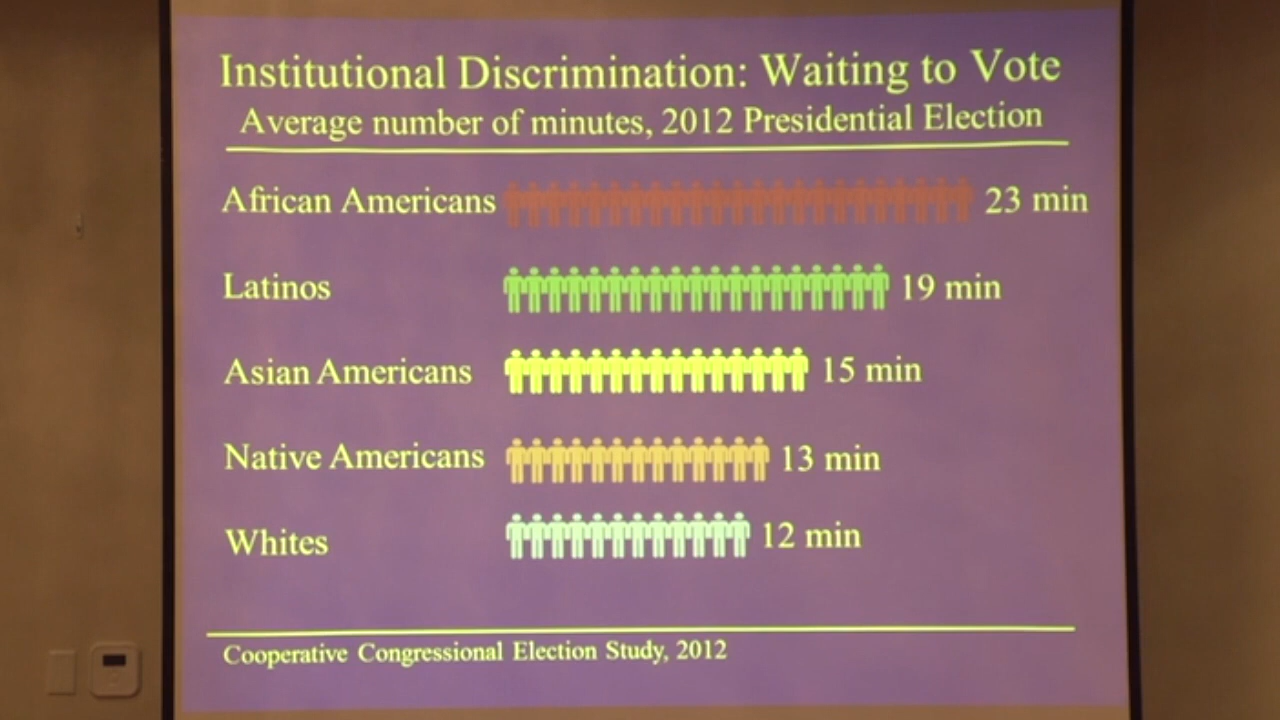 Institutional Discrimination: Waiting to Vote
Average number of minutes, 2012 Presidential Election
African Americans 23 min
Latinos 19 min
Asian Americans 15 min
Native Americans 13 min
Whites 12 min
Cooperative Congressional Election Study, 2012